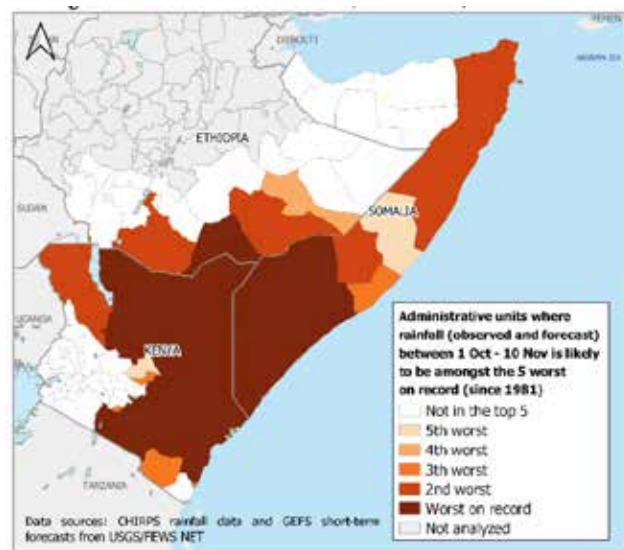 DJIBOUTI
YEMEN
ARABIAN SEA
ETHIOPIA
SUDAN
SOMALIA
UGANDA
KENYA
TANZANIA
Administrative units where
rainfall (observed and forecast)
between 1 Oct - 10 Nov is likely
to be amongst the 5 worst
on record (since 1981)
Not in the top 5
5th worst
4th worst
3th worst
2nd worst
Worst on record
Not analyzed
Data sources: CHIRPS rainfall data and GEFS short-term
forecasts from USGS/FEWS NET